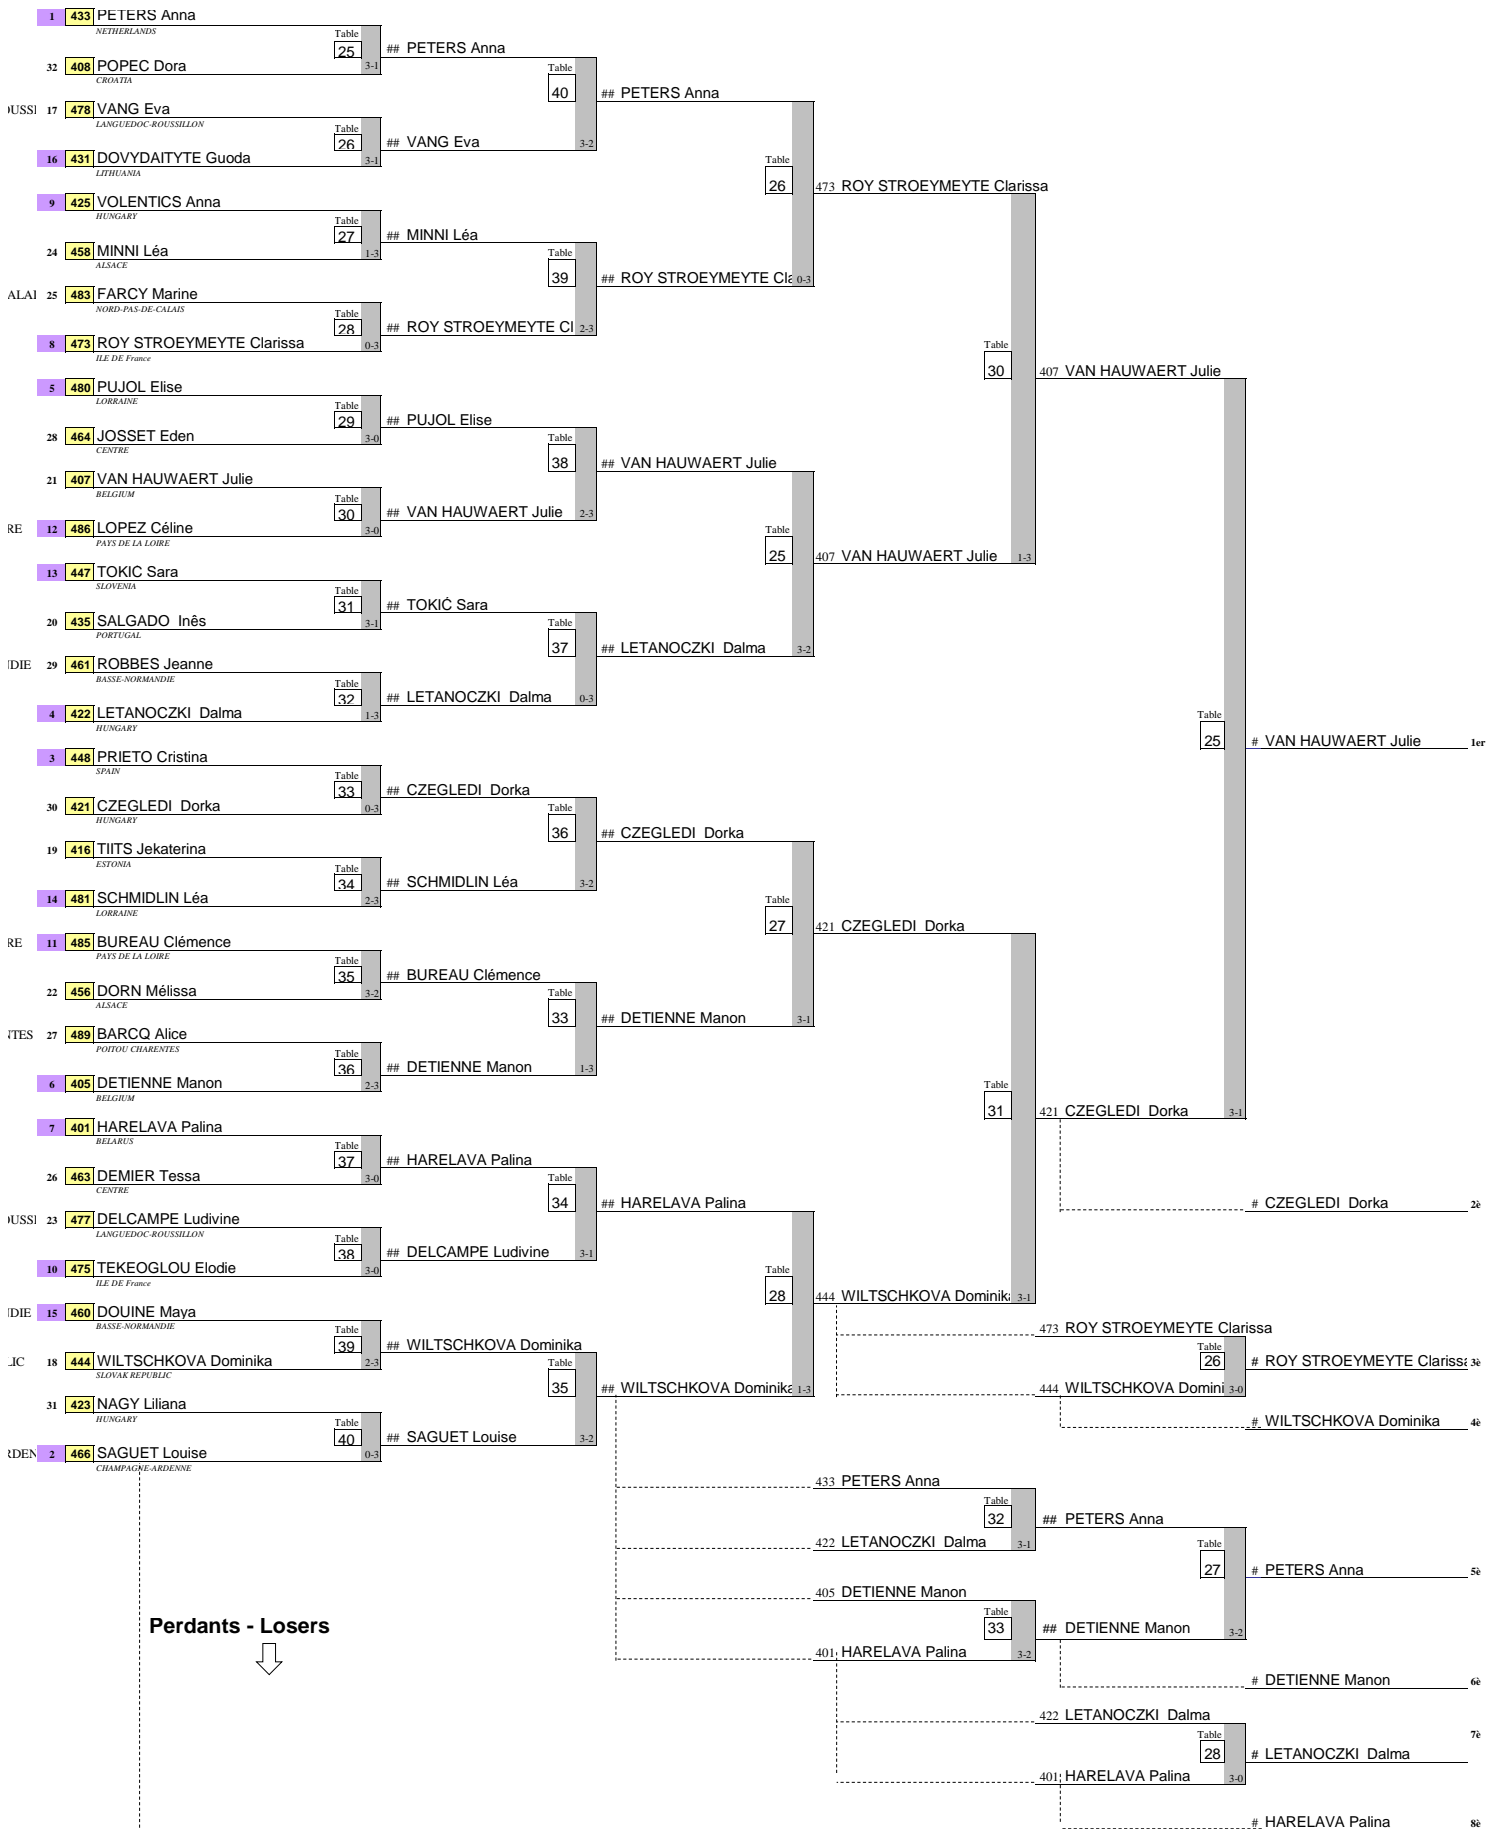 1 433 PETERS Anna
NETHERLANDS
Table
25 ## PETERS Anna
32 408 POPEC Dora 3-1
CROATIA
Table
40 ## PETERS Anna
17 478 VANG Eva
LANGUEDOC-ROUSSILLON
Table
26 ## VANG Eva 3-2
16 431 DOVYDAITYTE Guoda 3-1
LITHUANIA
Table
26 473 ROY STROEYMEYTE Clarissa
9 425 VOLENTICS Anna
HUNGARY
Table
27 ## MINNI Léa
24 458 MINNI Léa 1-3
ALSACE
Table
39 ## ROY STROEYMEYTE Cla 0-3
25 483 FARCY Marine
NORD-PAS-DE-CALAIS
Table
28 ## ROY STROEYMEYTE Cl 2-3
8 473 ROY STROEYMEYTE Clarissa 0-3
ILE DE France
Table
30 407 VAN HAUWAERT Julie
5 480 PUJOL Elise
LORRAINE
Table
29 ## PUJOL Elise
28 464 JOSSET Eden 3-0
CENTRE
Table
38 ## VAN HAUWAERT Julie
21 407 VAN HAUWAERT Julie
BELGIUM
Table
30 ## VAN HAUWAERT Julie 2-3
RE 12 486 LOPEZ Céline 3-0
PAYS DE LA LOIRE
Table
25 407 VAN HAUWAERT Julie 1-3
13 447 TOKIC Sara
SLOVENIA
Table
31 ## TOKIĆ Sara
20 435 SALGADO Inês 3-1
PORTUGAL
Table
37 ## LETANOCZKI Dalma 3-2
29 461 ROBBES Jeanne
BASSE-NORMANDIE
Table
32 ## LETANOCZKI Dalma 0-3
4 422 LETANOCZKI Dalma 1-3
HUNGARY
Table
25 # VAN HAUWAERT Julie 1er
3 448 PRIETO Cristina
SPAIN
Table
33 ## CZEGLEDI Dorka
30 421 CZEGLEDI Dorka 0-3
HUNGARY
Table
36 ## CZEGLEDI Dorka
19 416 TIITS Jekaterina
ESTONIA
Table
34 ## SCHMIDLIN Léa 3-2
14 481 SCHMIDLIN Léa 2-3
LORRAINE
Table
27 421 CZEGLEDI Dorka
RE 11 485 BUREAU Clémence
PAYS DE LA LOIRE
Table
35 ## BUREAU Clémence
22 456 DORN Mélissa 3-2
ALSACE
Table
33 ## DETIENNE Manon 3-1
27 489 BARCQ Alice
POITOU CHARENTES
Table
36 ## DETIENNE Manon 1-3
6 405 DETIENNE Manon 2-3
BELGIUM
Table
31 421 CZEGLEDI Dorka 3-1
7 401 HARELAVA Palina
BELARUS
Table
37 ## HARELAVA Palina
26 463 DEMIER Tessa 3-0
CENTRE
Table
34 ## HARELAVA Palina
# CZEGLEDI Dorka 2è
23 477 DELCAMPE Ludivine
LANGUEDOC-ROUSSILLON
Table
38 ## DELCAMPE Ludivine 3-1
10 475 TEKEOGLOU Elodie 3-0
ILE DE France
Table
28 444 WILTSCHKOVA Dominika 3-1
15 460 DOUINE Maya
BASSE-NORMANDIE
473 ROY STROEYMEYTE Clarissa
Table
39 ## WILTSCHKOVA Dominika
18 444 WILTSCHKOVA Dominika 2-3
SLOVAK REPUBLIC
Table
26 # ROY STROEYMEYTE Clarissa 3è
Table
35 ## WILTSCHKOVA Dominika 1-3
444 WILTSCHKOVA Domini 3-0
31 423 NAGY Liliana
HUNGARY
# WILTSCHKOVA Dominika 4è
Table
40 ## SAGUET Louise 3-2
2 466 SAGUET Louise 0-3
CHAMPAGNE-ARDENNE
433 PETERS Anna
Table
32 ## PETERS Anna
422 LETANOCZKI Dalma 3-1
Table
27 # PETERS Anna 5è
405 DETIENNE Manon
Perdants - Losers
Table
33 ## DETIENNE Manon 3-2
401 HARELAVA Palina 3-2
# DETIENNE Manon 6è
422 LETANOCZKI Dalma
7è
Table
28 # LETANOCZKI Dalma
401 HARELAVA Palina 3-0
# HARELAVA Palina 8è